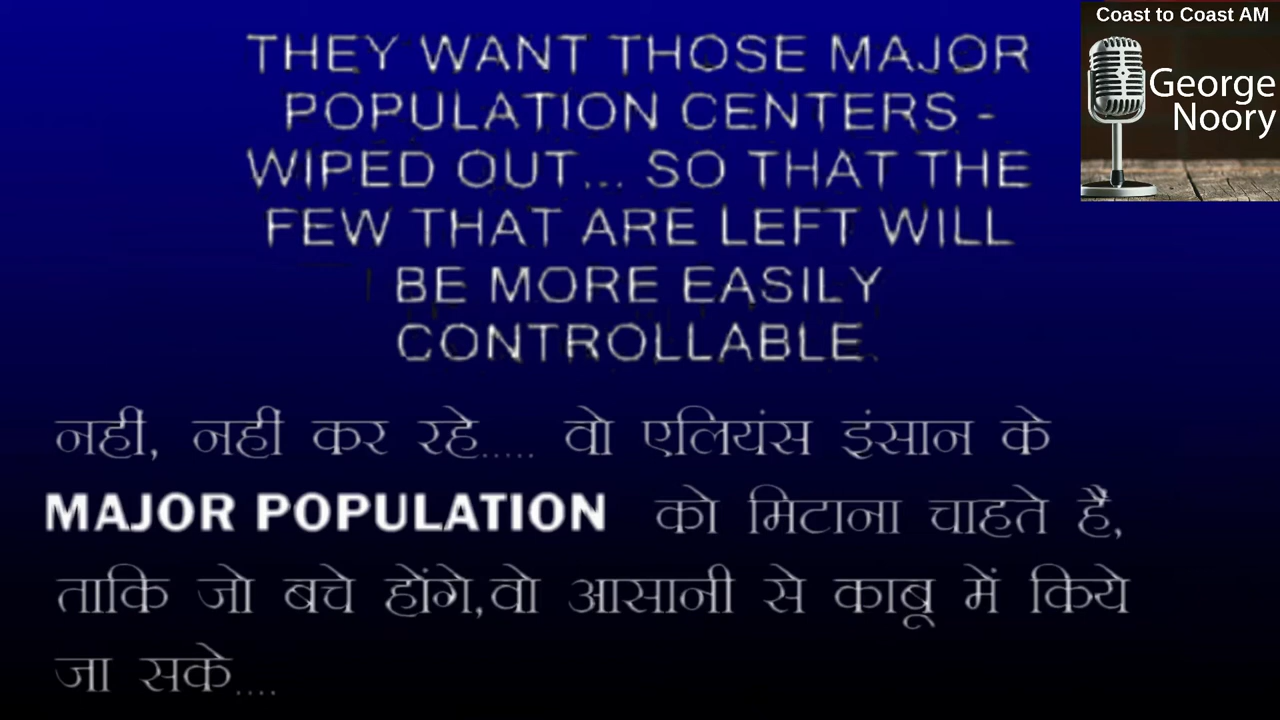 Coast to Coast AM
George
Noory
THEY WANT THOSE MAJOR
POPULATION CENTERS -
WIPED OUT... SO THAT THE
FEW THAT ARE LEFT WILL
BE MORE EASILY
CONTROLLABLE.
नहीं, नहीं कर रहे..... वो एलियंस इंसान के
MAJOR POPULATION को मिटाना चाहते हैं,
ताकि जो बचे होंगे,वो आसानी से काबू में किये
जा सके....